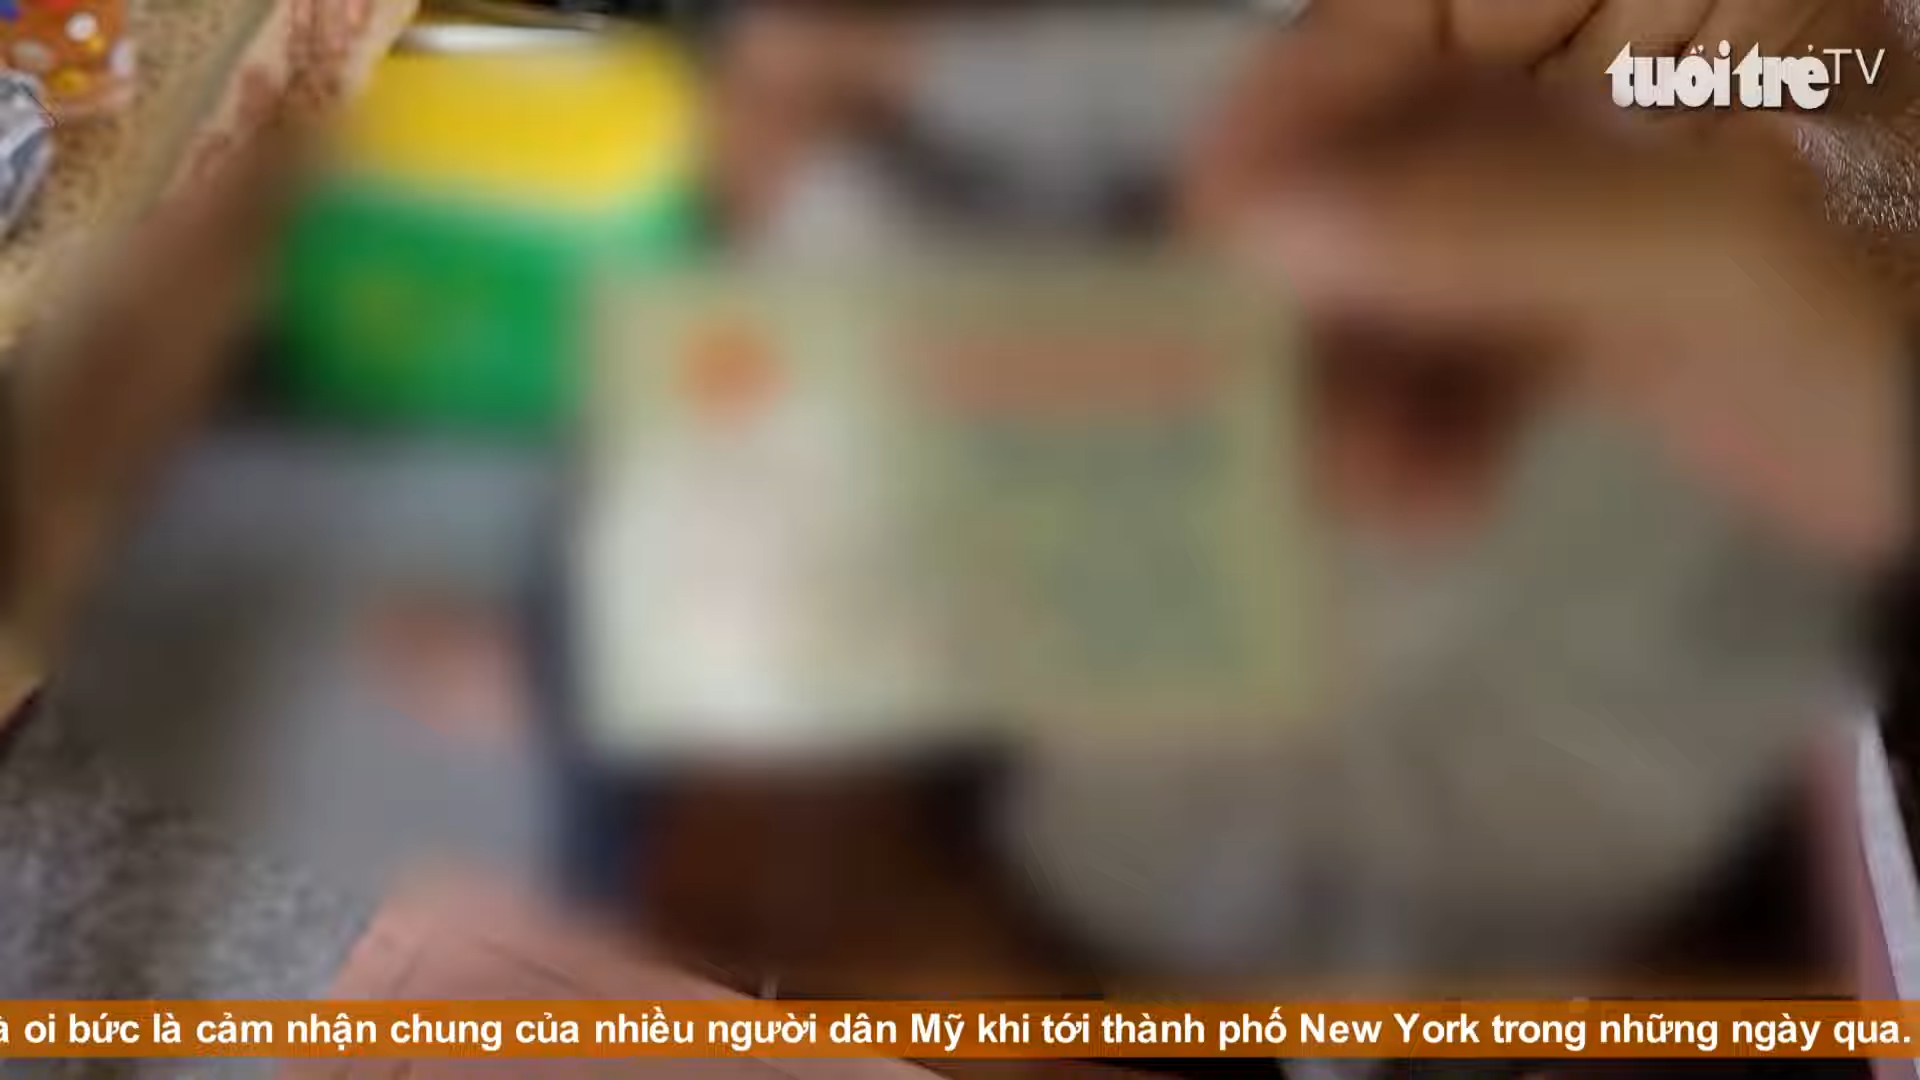 tuổi trẻ TV
à oi bức là cảm nhận chung của nhiều người dân Mỹ khi tới thành phố New York trong những ngày qua.